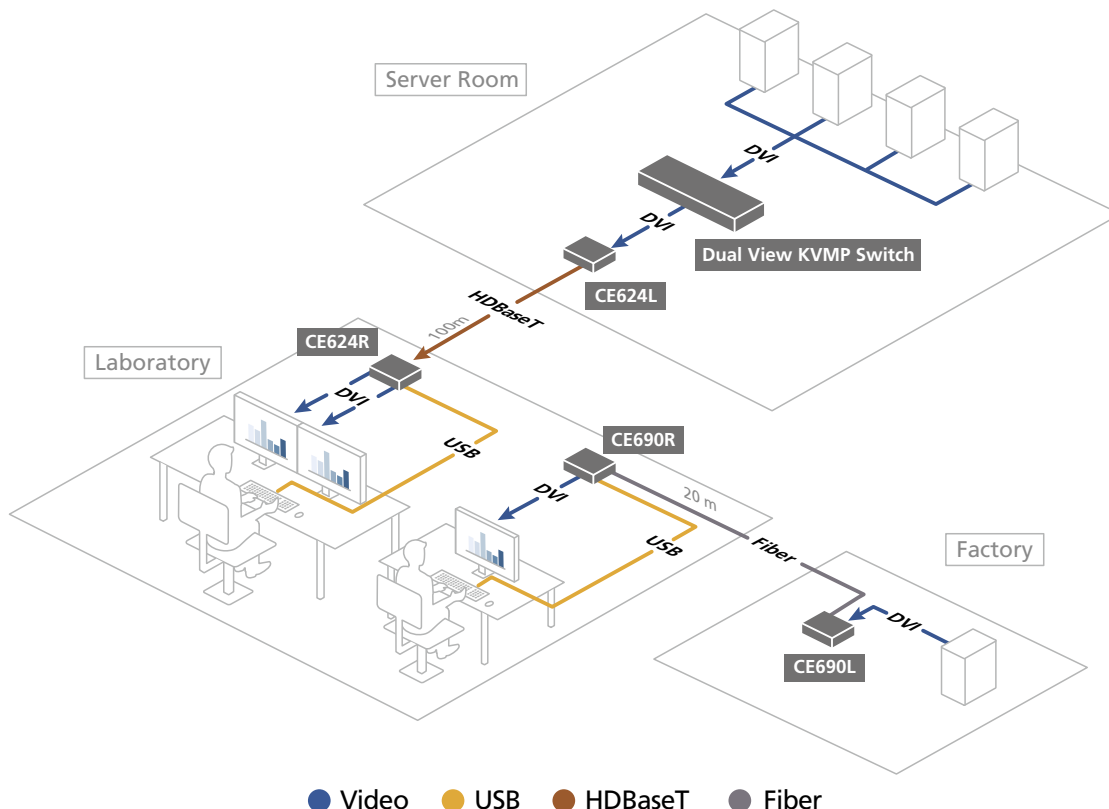 Server Room
DVI
DVI
Dual View KVMP Switch
CE624L
HDBaseT
100m
CE624R
Laboratory
DVI
USB
CE690R
20 m
DVI
USB
Fiber
Factory
DVI
CE690L
Video
USB
HDBaseT
Fiber